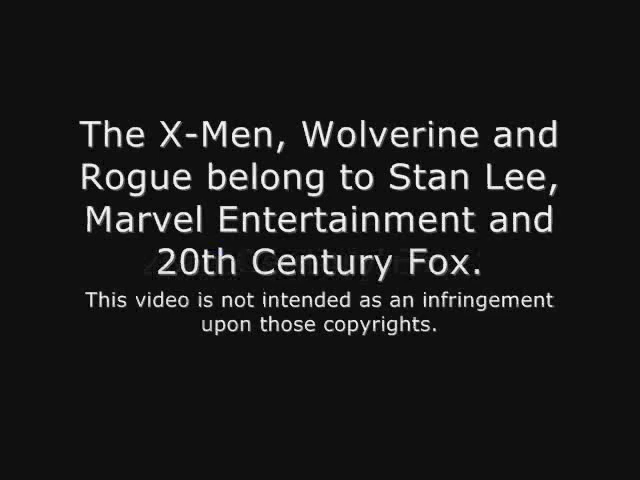 The X-Men, Wolverine and
Rogue belong to Stan Lee,
Marvel Entertainment and
20th Century Fox.
This video is not intended as an infringement
upon those copyrights.